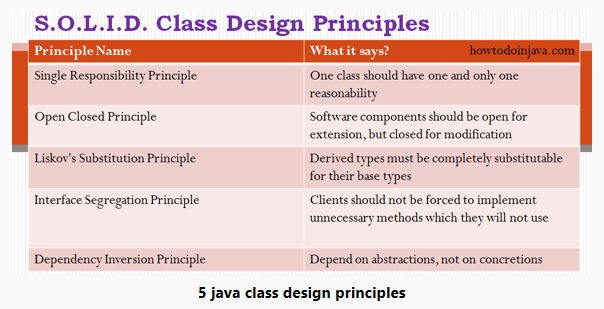 S.O.L.I.D. Class Design Principles
Principle Name What it says? howtodoinjava.com
Single Responsibility Principle One class should have one and only one
reasonability
Open Closed Principle Software components should be open for
extension, but closed for modification
Liskov's Substitution Principle Derived types must be completely substitutable
for their base types
Interface Segregation Principle Clients should not be forced to implement
unnecessary methods which they will not use
Dependency Inversion Principle Depend on abstractions, not on concretions
5 java class design principles